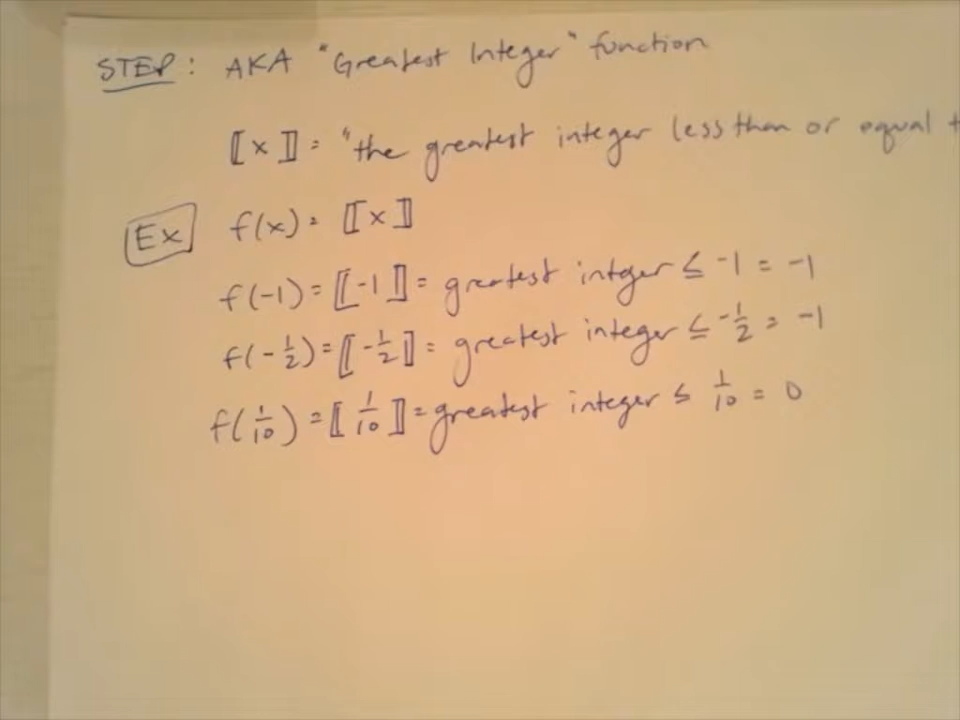 STEP: AKA "Greatest Integer" function
⟦x⟧ = "the greatest integer less than or equal
Ex f(x) = ⟦x⟧
f(-1) = ⟦-1⟧ = greatest integer ≤ -1 = -1
f(-1/2) = ⟦-1/2⟧ = greatest integer ≤ -1/2 = -1
f(1/10) = ⟦1/10⟧ = greatest integer ≤ 1/10 = 0